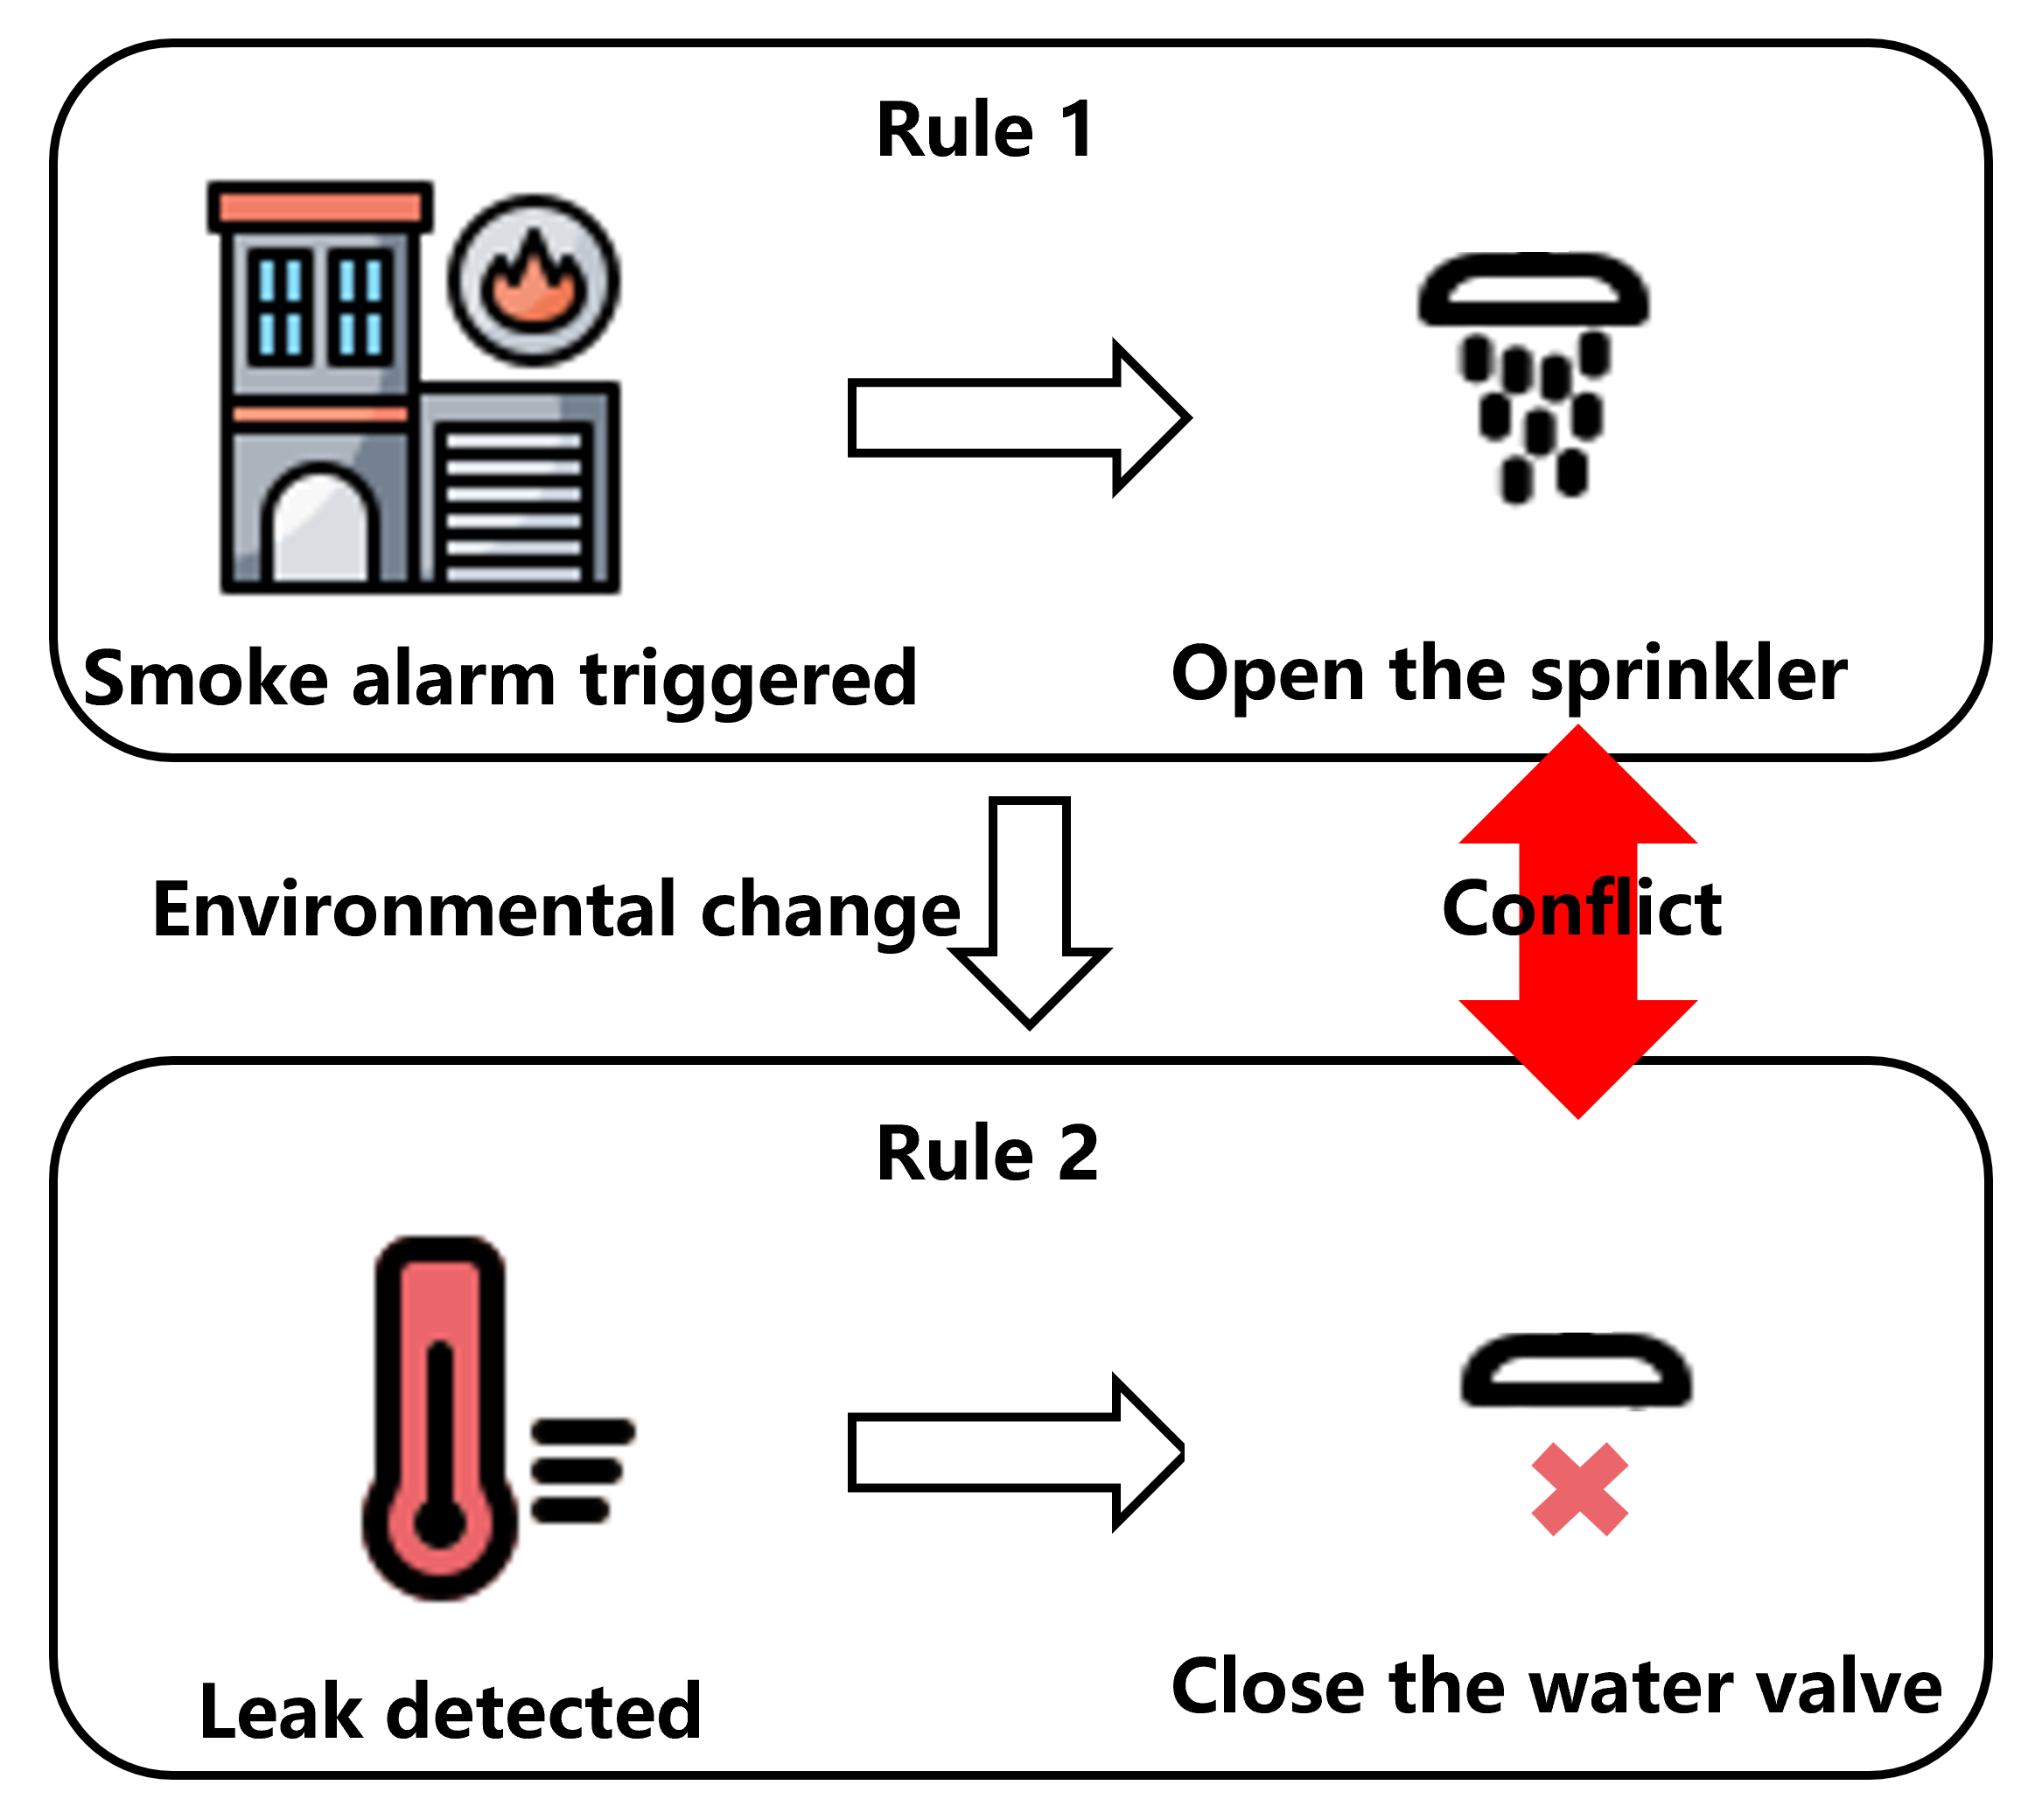 Rule 1
Smoke alarm triggered
Open the sprinkler
Environmental change
Conflict
Rule 2
Leak detected
Close the water valve